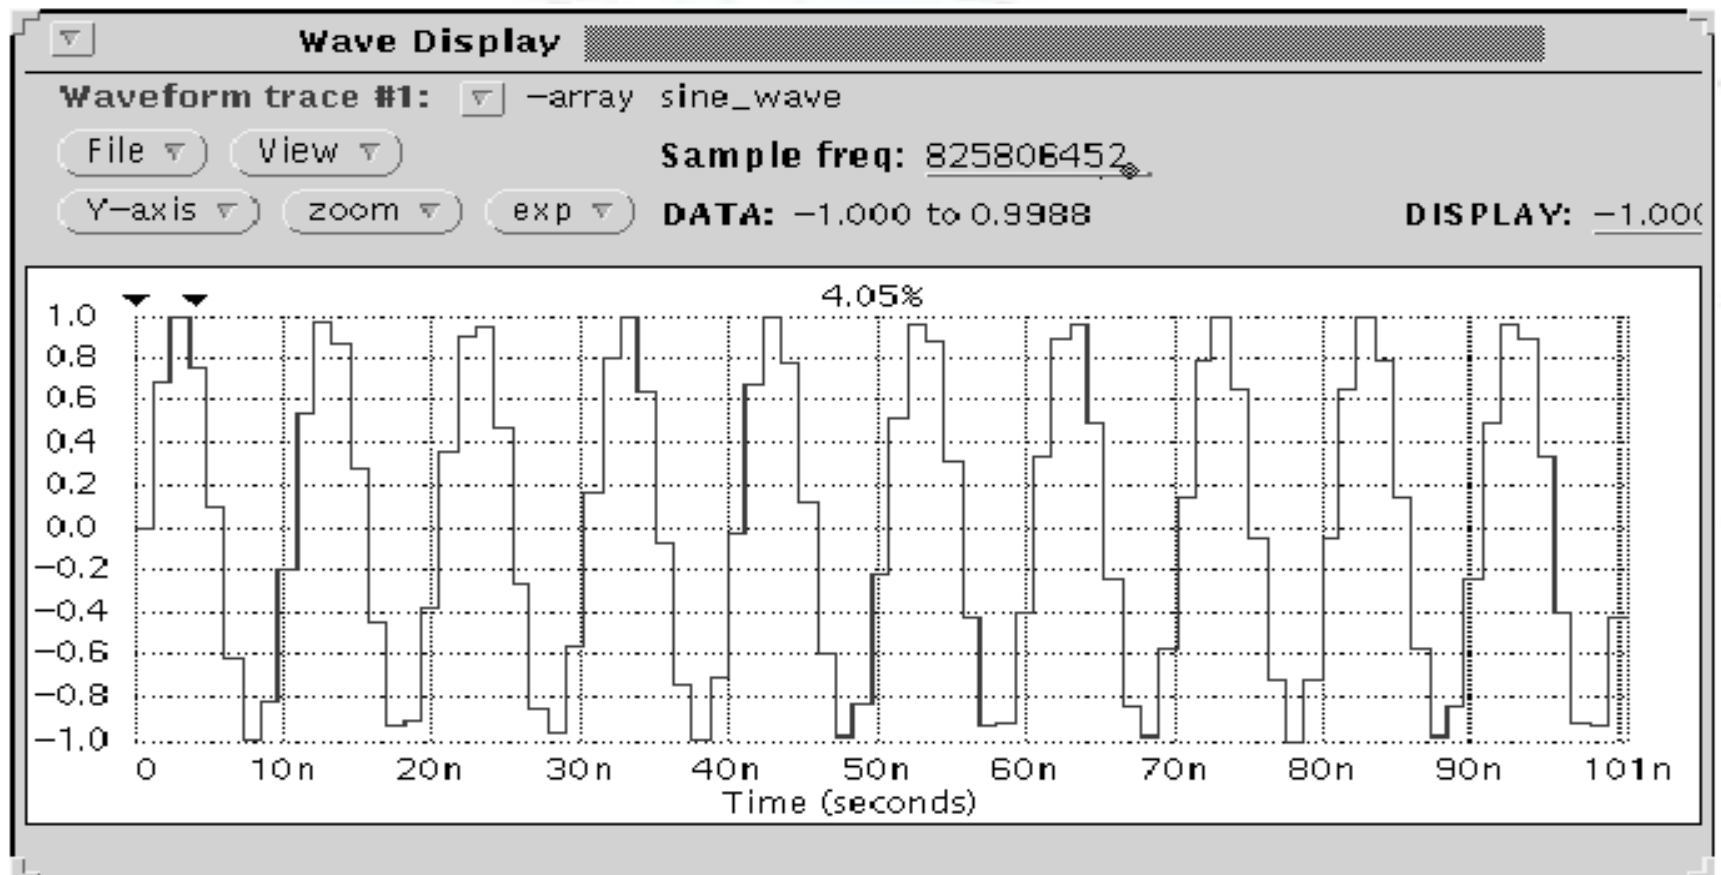 Wave Display
Waveform trace #1: −array sine_wave
File View Sample freq: 825806452
Y−axis zoom exp DATA: −1.000 to 0.9988 DISPLAY: −1.000
4.05%
1.0
0.8
0.6
0.4
0.2
0.0
−0.2
−0.4
−0.6
−0.8
−1.0
0 10n 20n 30n 40n 50n 60n 70n 80n 90n 101n
Time (seconds)